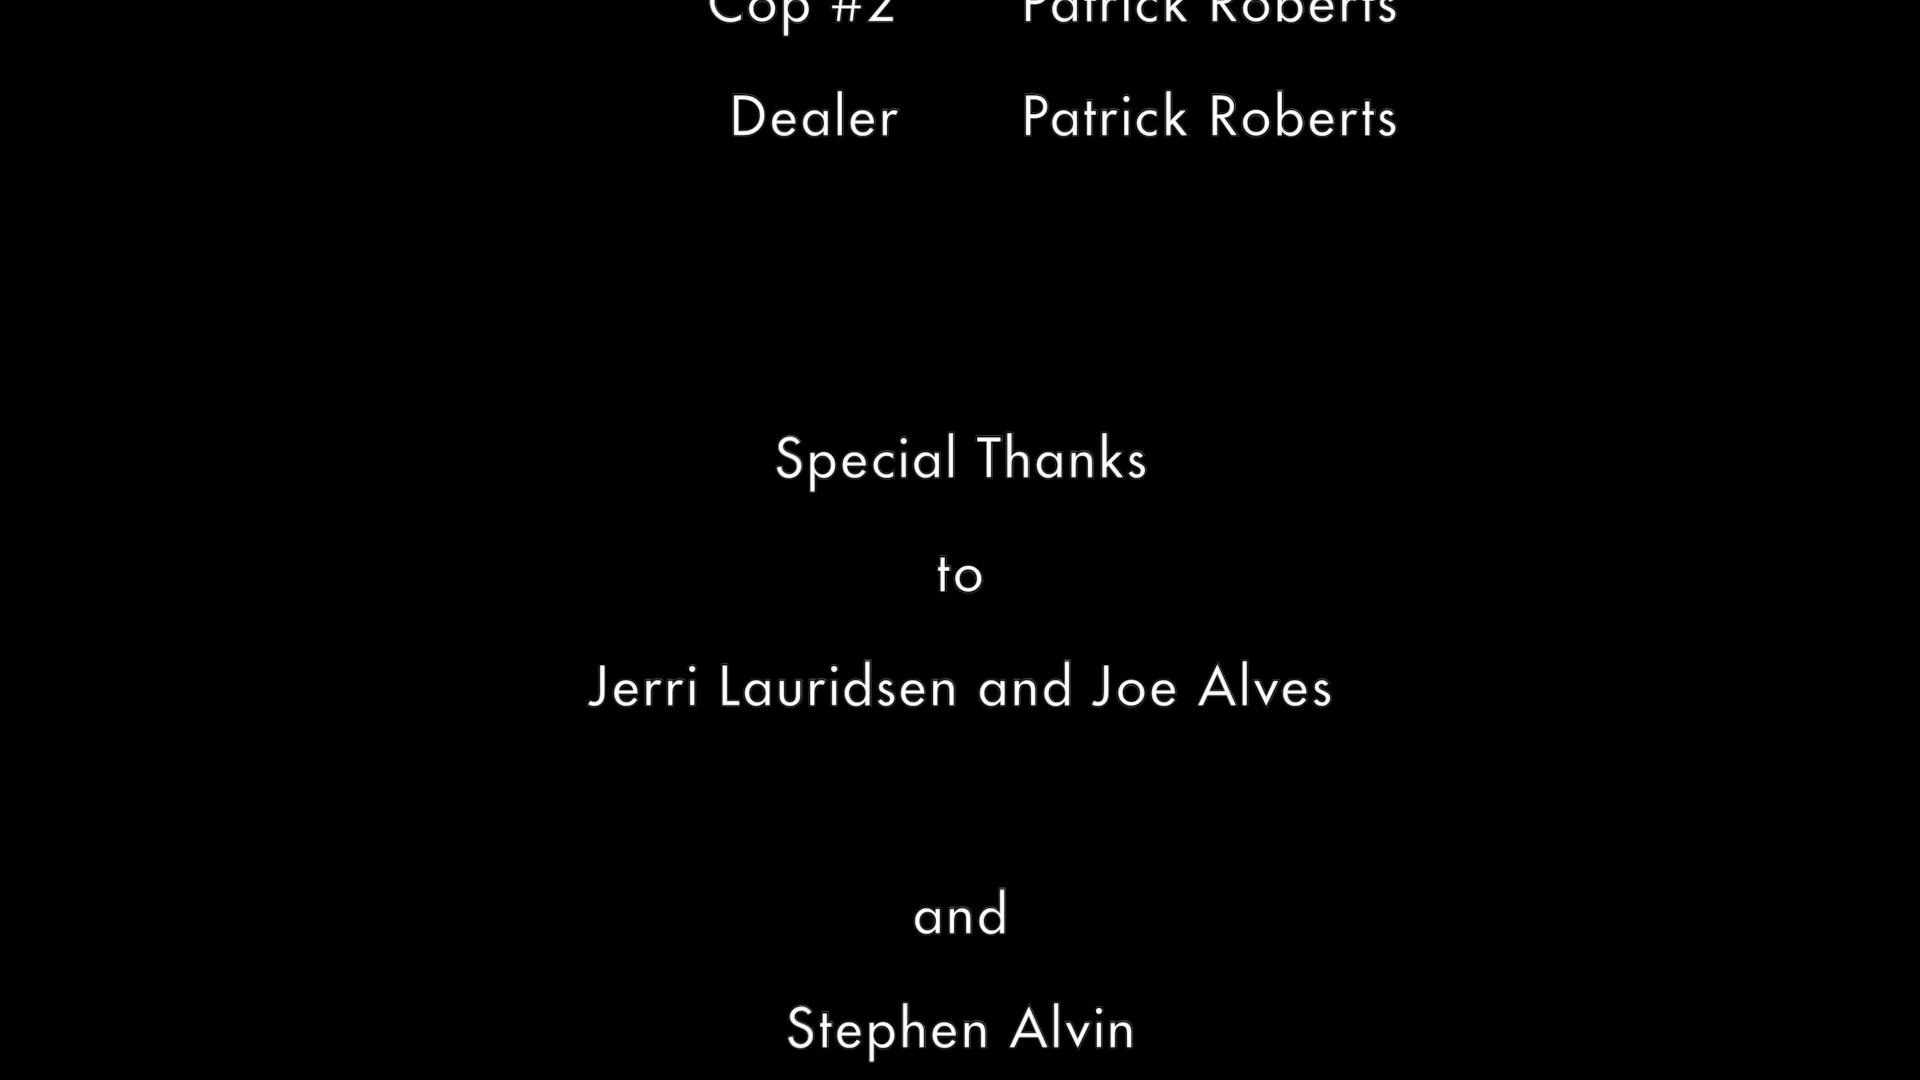 Cop #2 Patrick Roberts
Dealer Patrick Roberts
Special Thanks
to
Jerri Lauridsen and Joe Alves
and
Stephen Alvin